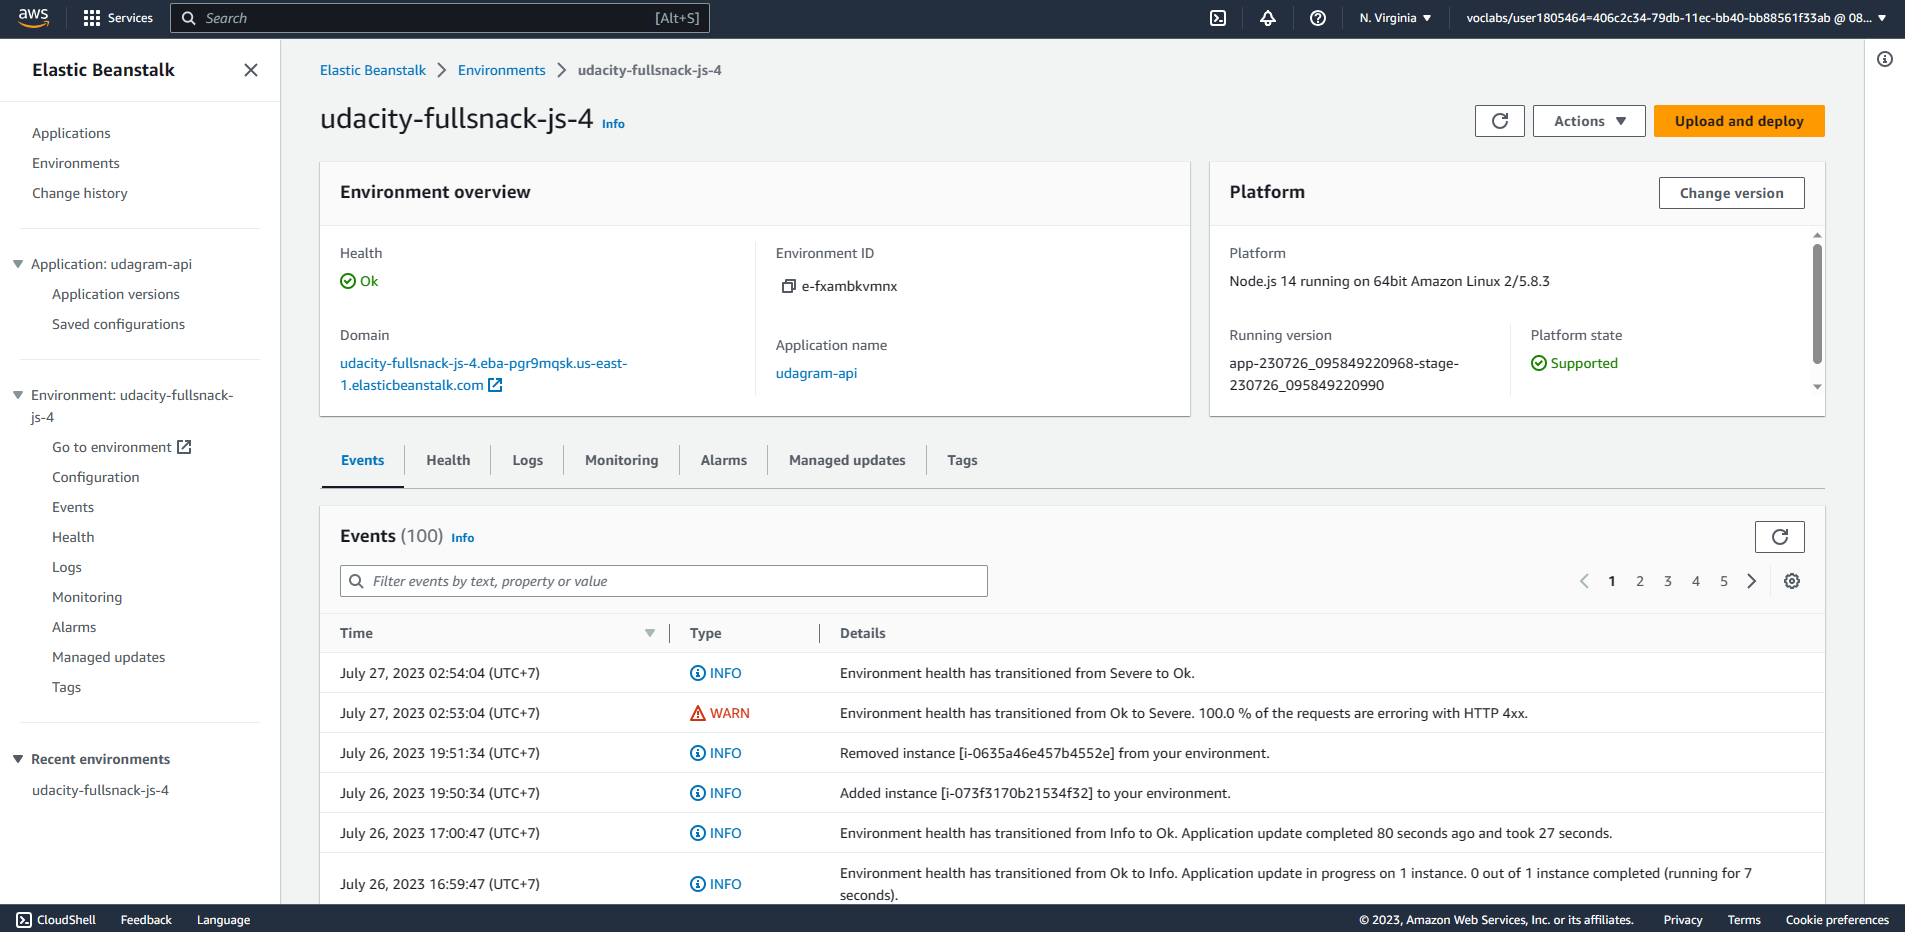 aws
Services
Search
[Alt+S]
N. Virginia
voclabs/user1805464=406c2c34-79db-11ec-bb40-bb88561f33ab @ 08...
Elastic Beanstalk
Applications
Environments
Change history
Application: udagram-api
Application versions
Saved configurations
Environment: udacity-fullsnack-
js-4
Go to environment
Configuration
Events
Health
Logs
Monitoring
Alarms
Managed updates
Tags
Recent environments
udacity-fullsnack-js-4
Elastic Beanstalk
Environments
udacity-fullsnack-js-4
udacity-fullsnack-js-4 Info
Actions
Upload and deploy
Environment overview
Health
Ok
Domain
udacity-fullsnack-js-4.eba-pgr9mqsk.us-east-
1.elasticbeanstalk.com
Environment ID
e-fxambkvmnx
Application name
udagram-api
Platform
Change version
Platform
Node.js 14 running on 64bit Amazon Linux 2/5.8.3
Running version
app-230726_095849220968-stage-
230726_095849220990
Platform state
Supported
Events
Health
Logs
Monitoring
Alarms
Managed updates
Tags
Events (100) Info
Filter events by text, property or value
1 2 3 4 5
Time Type Details
July 27, 2023 02:54:04 (UTC+7) INFO Environment health has transitioned from Severe to Ok.
July 27, 2023 02:53:04 (UTC+7) WARN Environment health has transitioned from Ok to Severe. 100.0 % of the requests are erroring with HTTP 4xx.
July 26, 2023 19:51:34 (UTC+7) INFO Removed instance [i-0635a46e457b4552e] from your environment.
July 26, 2023 19:50:34 (UTC+7) INFO Added instance [i-073f3170b21534f32] to your environment.
July 26, 2023 17:00:47 (UTC+7) INFO Environment health has transitioned from Info to Ok. Application update completed 80 seconds ago and took 27 seconds.
July 26, 2023 16:59:47 (UTC+7) INFO Environment health has transitioned from Ok to Info. Application update in progress on 1 instance. 0 out of 1 instance completed (running for 7
seconds).
CloudShell
Feedback
Language
© 2023, Amazon Web Services, Inc. or its affiliates.
Privacy
Terms
Cookie preferences